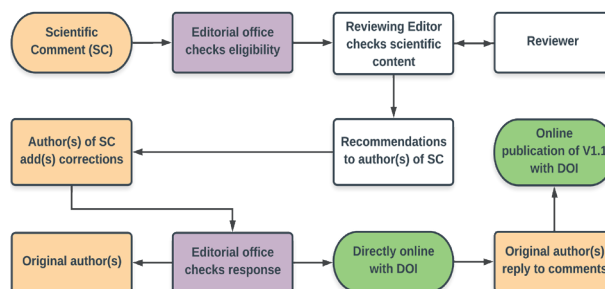 Scientific
Comment (SC)
Editorial office
checks eligibility
Reviewing Editor
checks scientific
content
Reviewer
Author(s) of SC
add(s) corrections
Recommendations
to author(s) of SC
Online
publication of V1.1
with DOI
Original author(s)
Editorial office
checks response
Directly online
with DOI
Original author(s)
reply to comments